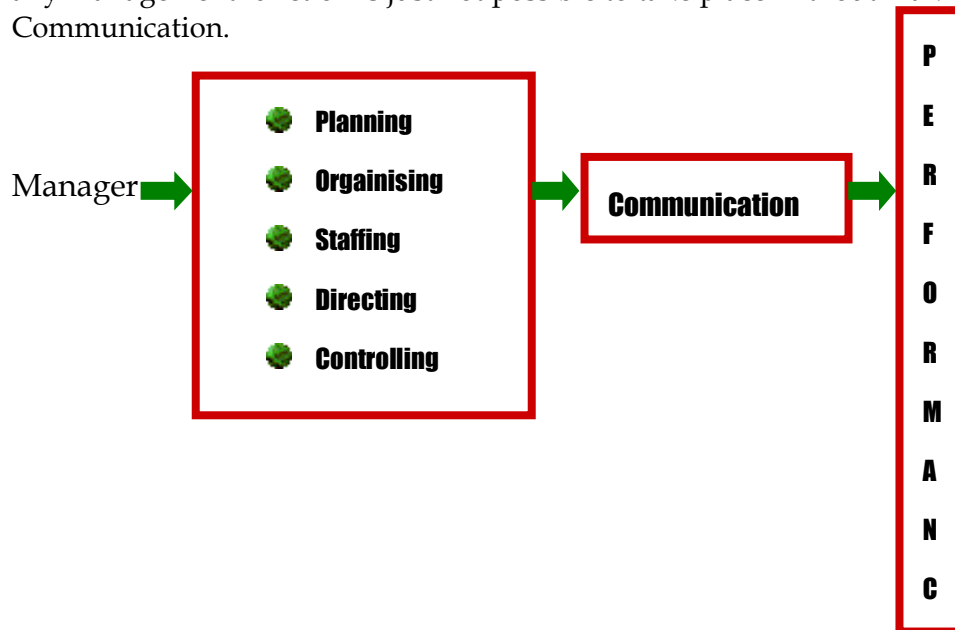 Communication.
Manager
Planning
Orgainising
Staffing
Directing
Controlling
Communication
P
E
R
F
O
R
M
A
N
C